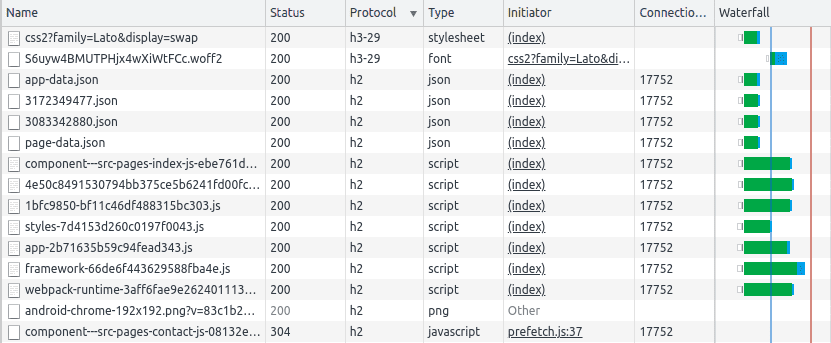 Name Status Protocol Type Initiator Connectio... Waterfall
css2?family=Lato&display=swap 200 h3-29 stylesheet (index)
S6uyw4BMUTPHjx4wXiWtFCc.woff2 200 h3-29 font css2?family=Lato&di...
app-data.json 200 h2 json (index) 17752
3172349477.json 200 h2 json (index) 17752
3083342880.json 200 h2 json (index) 17752
page-data.json 200 h2 json (index) 17752
component---src-pages-index-js-ebe761d... 200 h2 script (index) 17752
4e50c8491530794bb375ce5b6241fd00fc... 200 h2 script (index) 17752
1bfc9850-bf11c46df488315bc303.js 200 h2 script (index) 17752
styles-7d4153d260c0197f0043.js 200 h2 script (index) 17752
app-2b71635b59c94fead343.js 200 h2 script (index) 17752
framework-66de6f443629588fba4e.js 200 h2 script (index) 17752
webpack-runtime-3aff6fae9e262401113... 200 h2 script (index) 17752
android-chrome-192x192.png?v=83c1b2... 200 h2 png Other
component---src-pages-contact-js-08132e... 304 h2 javascript prefetch.js:37 17752